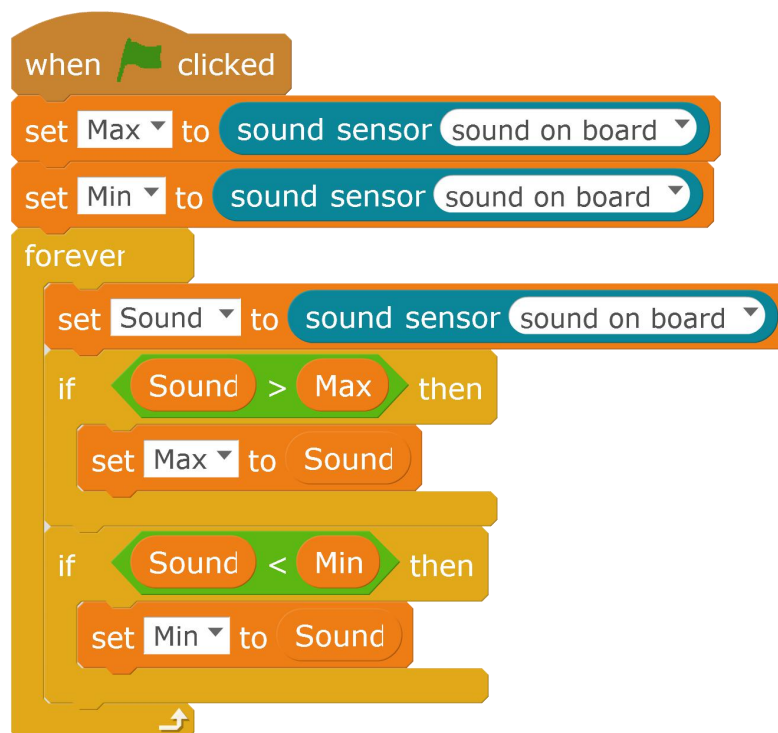 when clicked
set Max to sound sensor sound on board
set Min to sound sensor sound on board
forever
set Sound to sound sensor sound on board
if Sound > Max then
set Max to Sound
if Sound < Min then
set Min to Sound